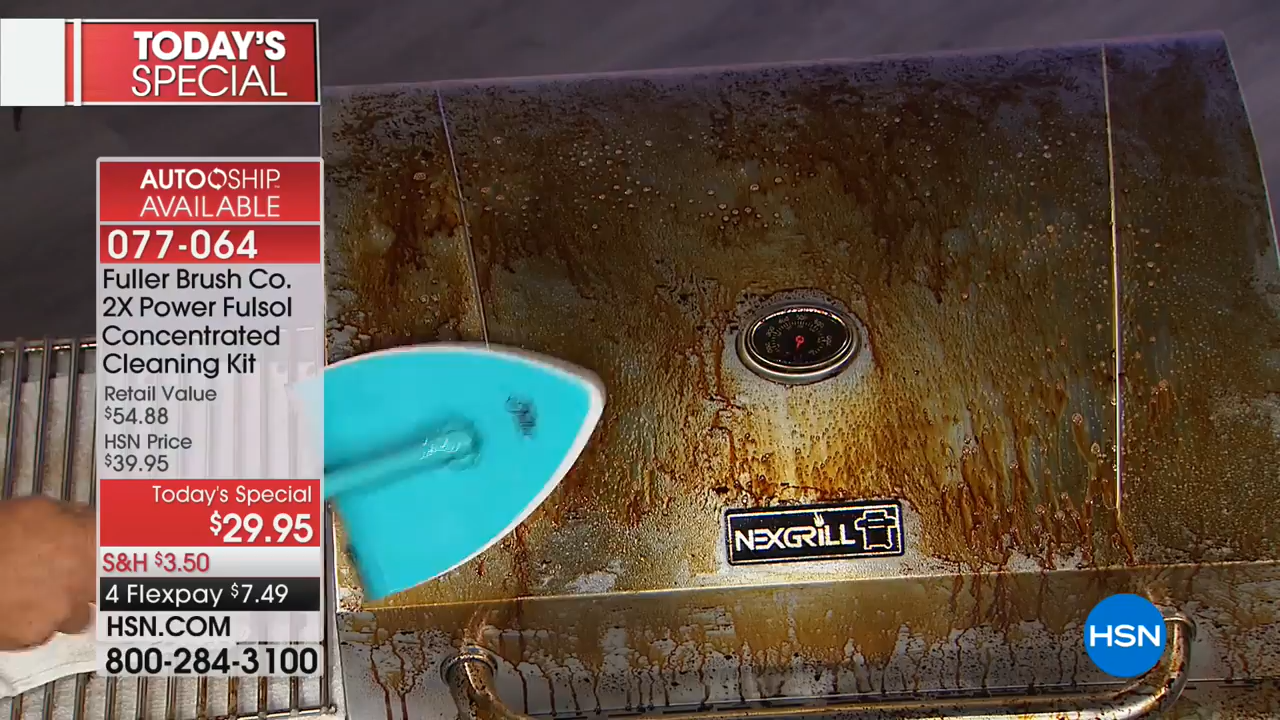 TODAY'S
SPECIAL
AUTOSHIP
AVAILABLE
077-064
Fuller Brush Co.
2X Power Fulsol
Concentrated
Cleaning Kit
Retail Value
$54.88
HSN Price
$39.95
Today's Special
$29.95
S&H $3.50
4 Flexpay $7.49
HSN.COM
800-284-3100
NEXGRILL
HSN